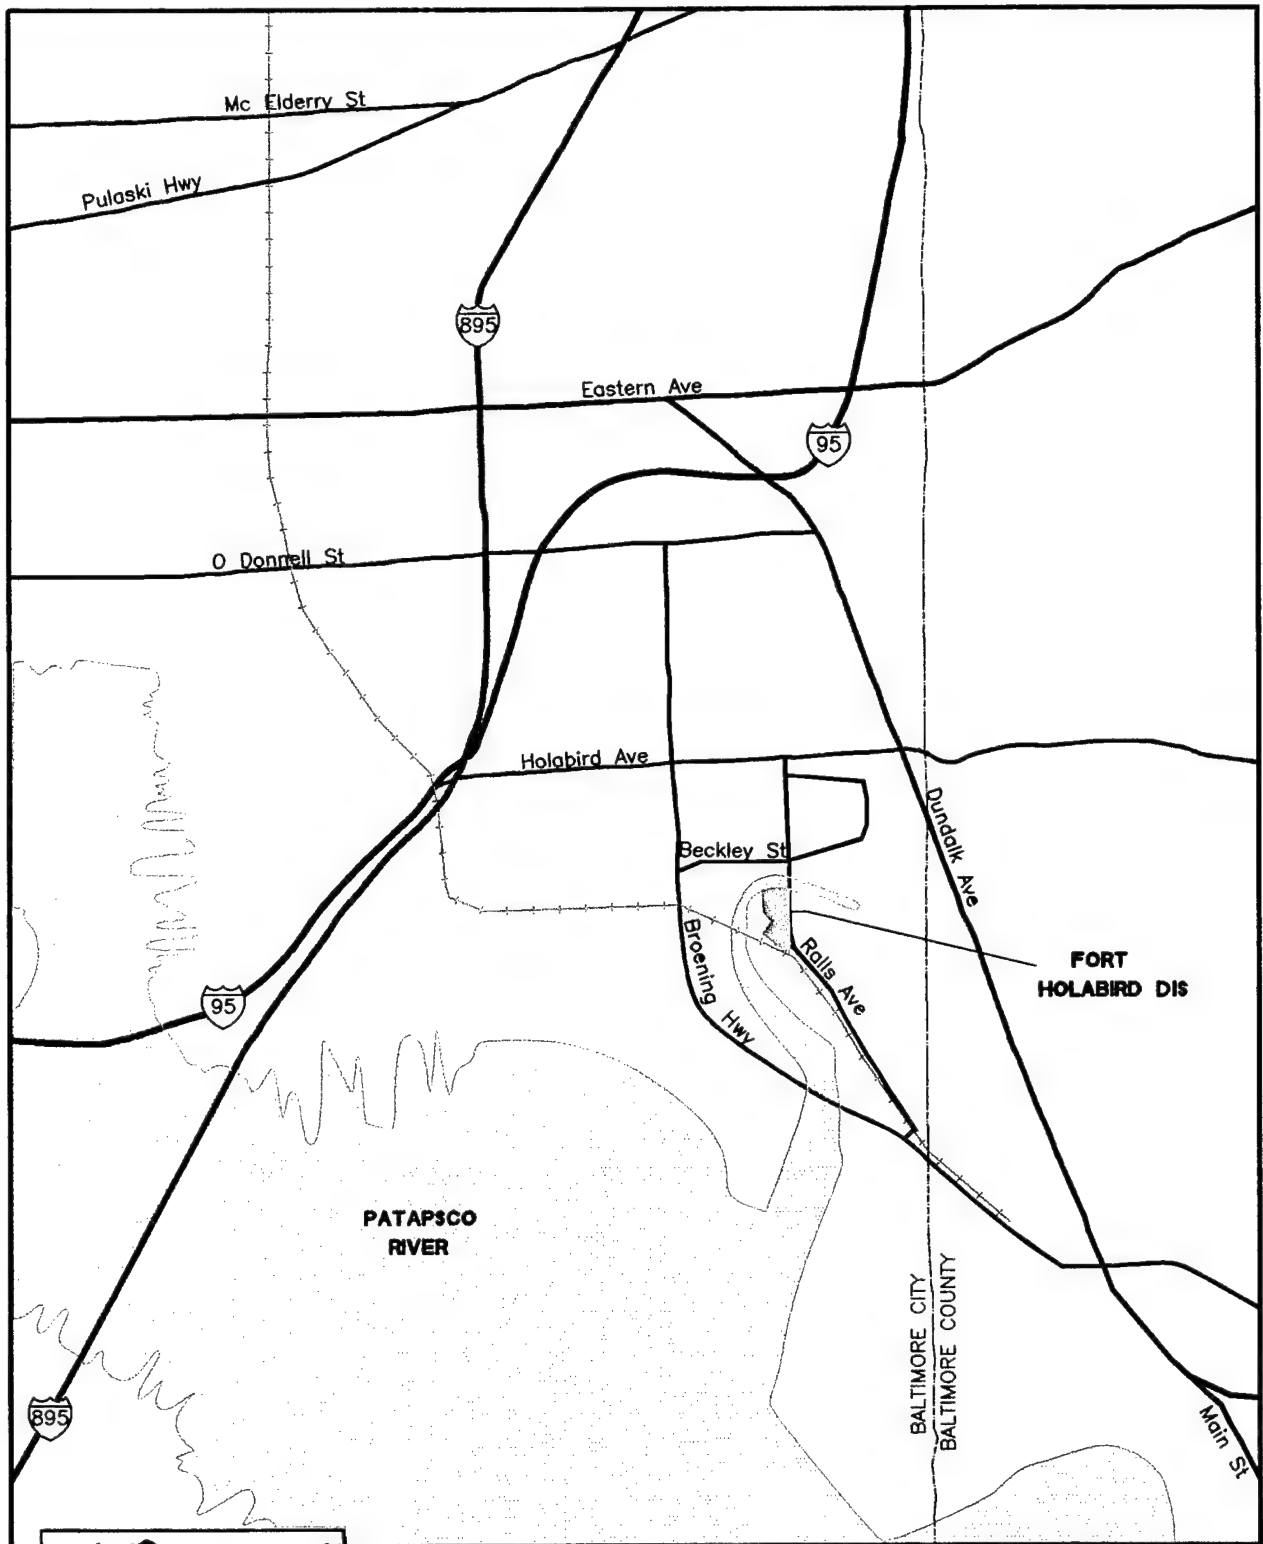 Mc Elderry St
Pulaski Hwy
895
Eastern Ave
95
O Donnell St
Holabird Ave
Dundalk Ave
Beckley St
Broening Hwy
Ralls Ave
FORT
HOLABIRD DIS
95
PATAPSCO
RIVER
BALTIMORE CITY
BALTIMORE COUNTY
895
Main St